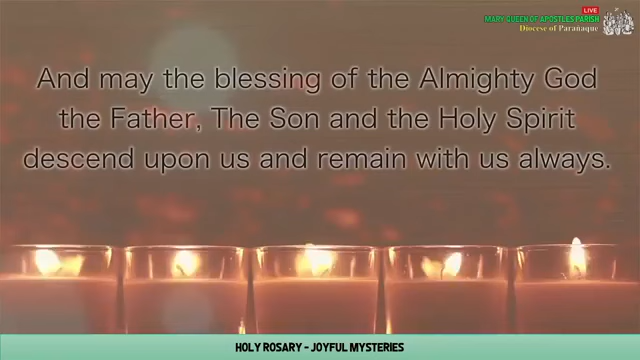 LIVE
MARY QUEEN OF APOSTLES PARISH
Diocese of Parañaque
And may the blessing of the Almighty God
the Father, The Son and the Holy Spirit
descend upon us and remain with us always.
HOLY ROSARY - JOYFUL MYSTERIES